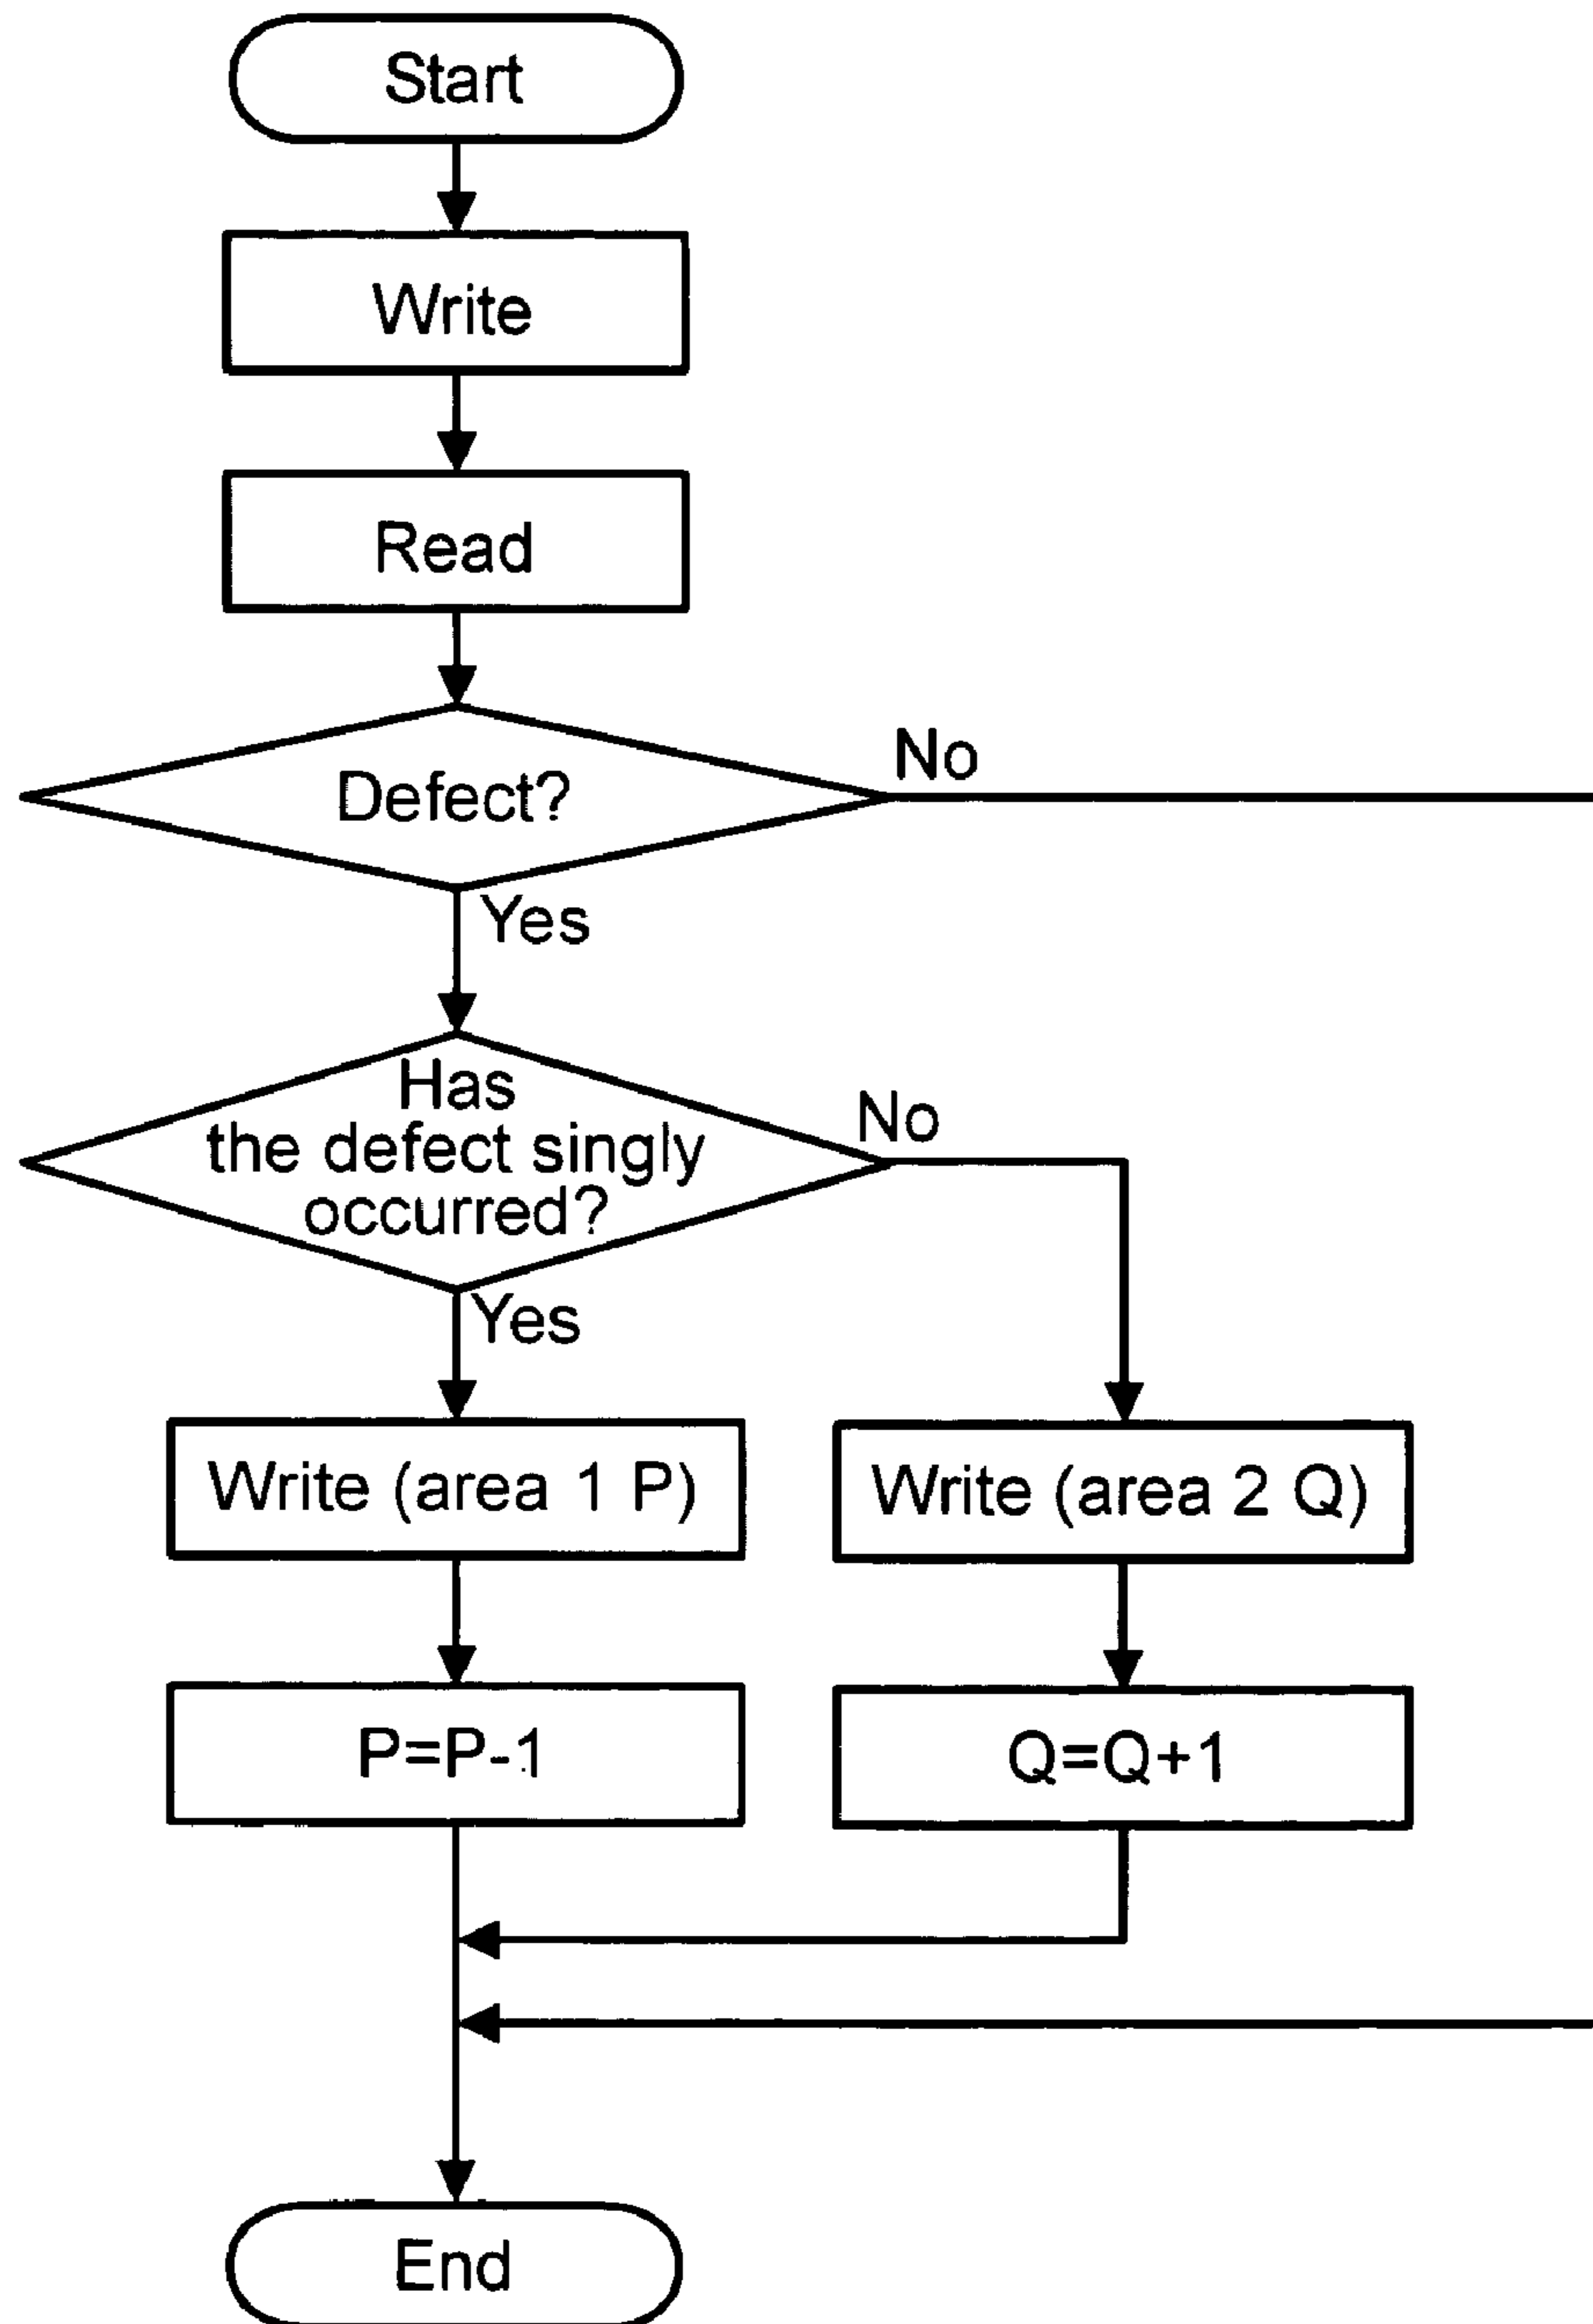 Start
Write
Read
Defect?
No
Yes
Has
the defect singly
occurred?
No
Yes
Write (area 1 P)
Write (area 2 Q)
P=P-1
Q=Q+1
End